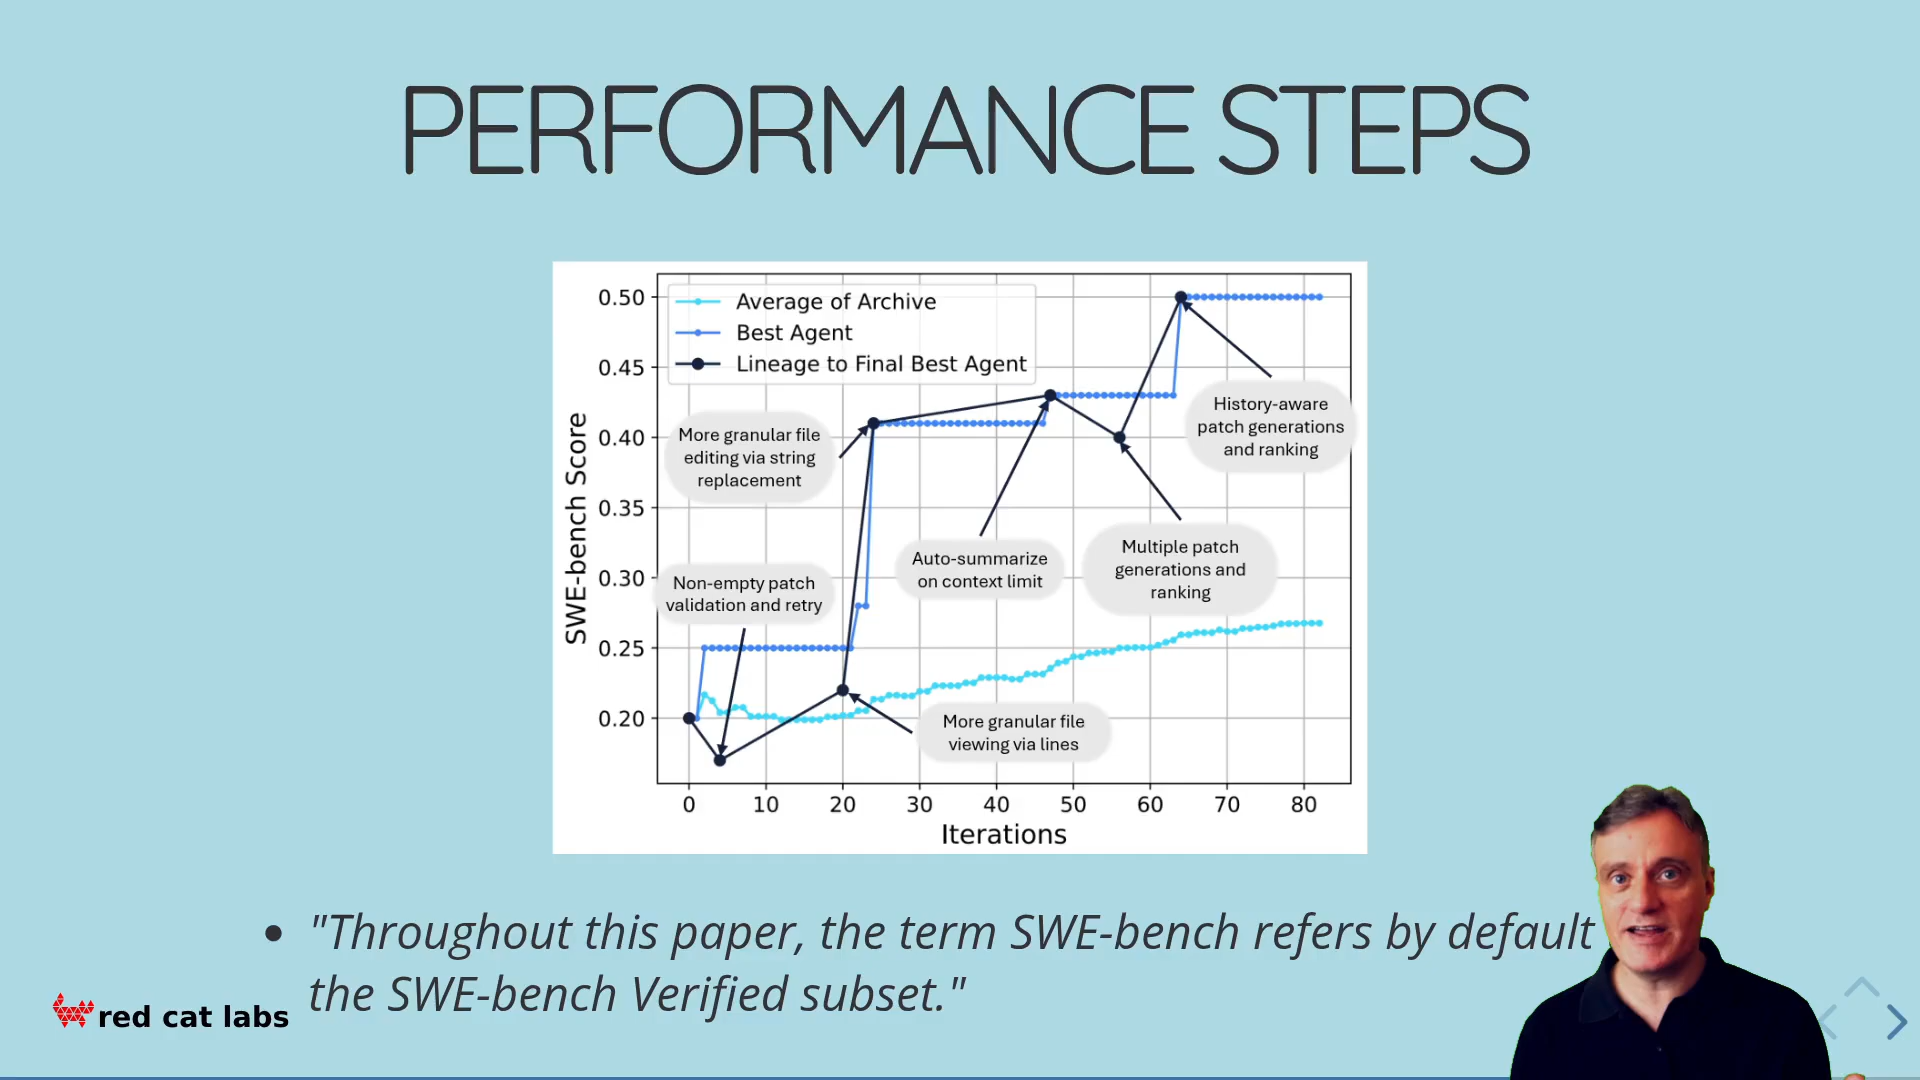 PERFORMANCE STEPS
Average of Archive
Best Agent
Lineage to Final Best Agent
0.50
0.45
0.40
0.35
0.30
0.25
0.20
SWE-bench Score
More granular file
editing via string
replacement
Non-empty patch
validation and retry
Auto-summarize
on context limit
Multiple patch
generations and
ranking
History-aware
patch generations
and ranking
More granular file
viewing via lines
0 10 20 30 40 50 60 70 80
Iterations
"Throughout this paper, the term SWE-bench refers by default
the SWE-bench Verified subset."
red cat labs